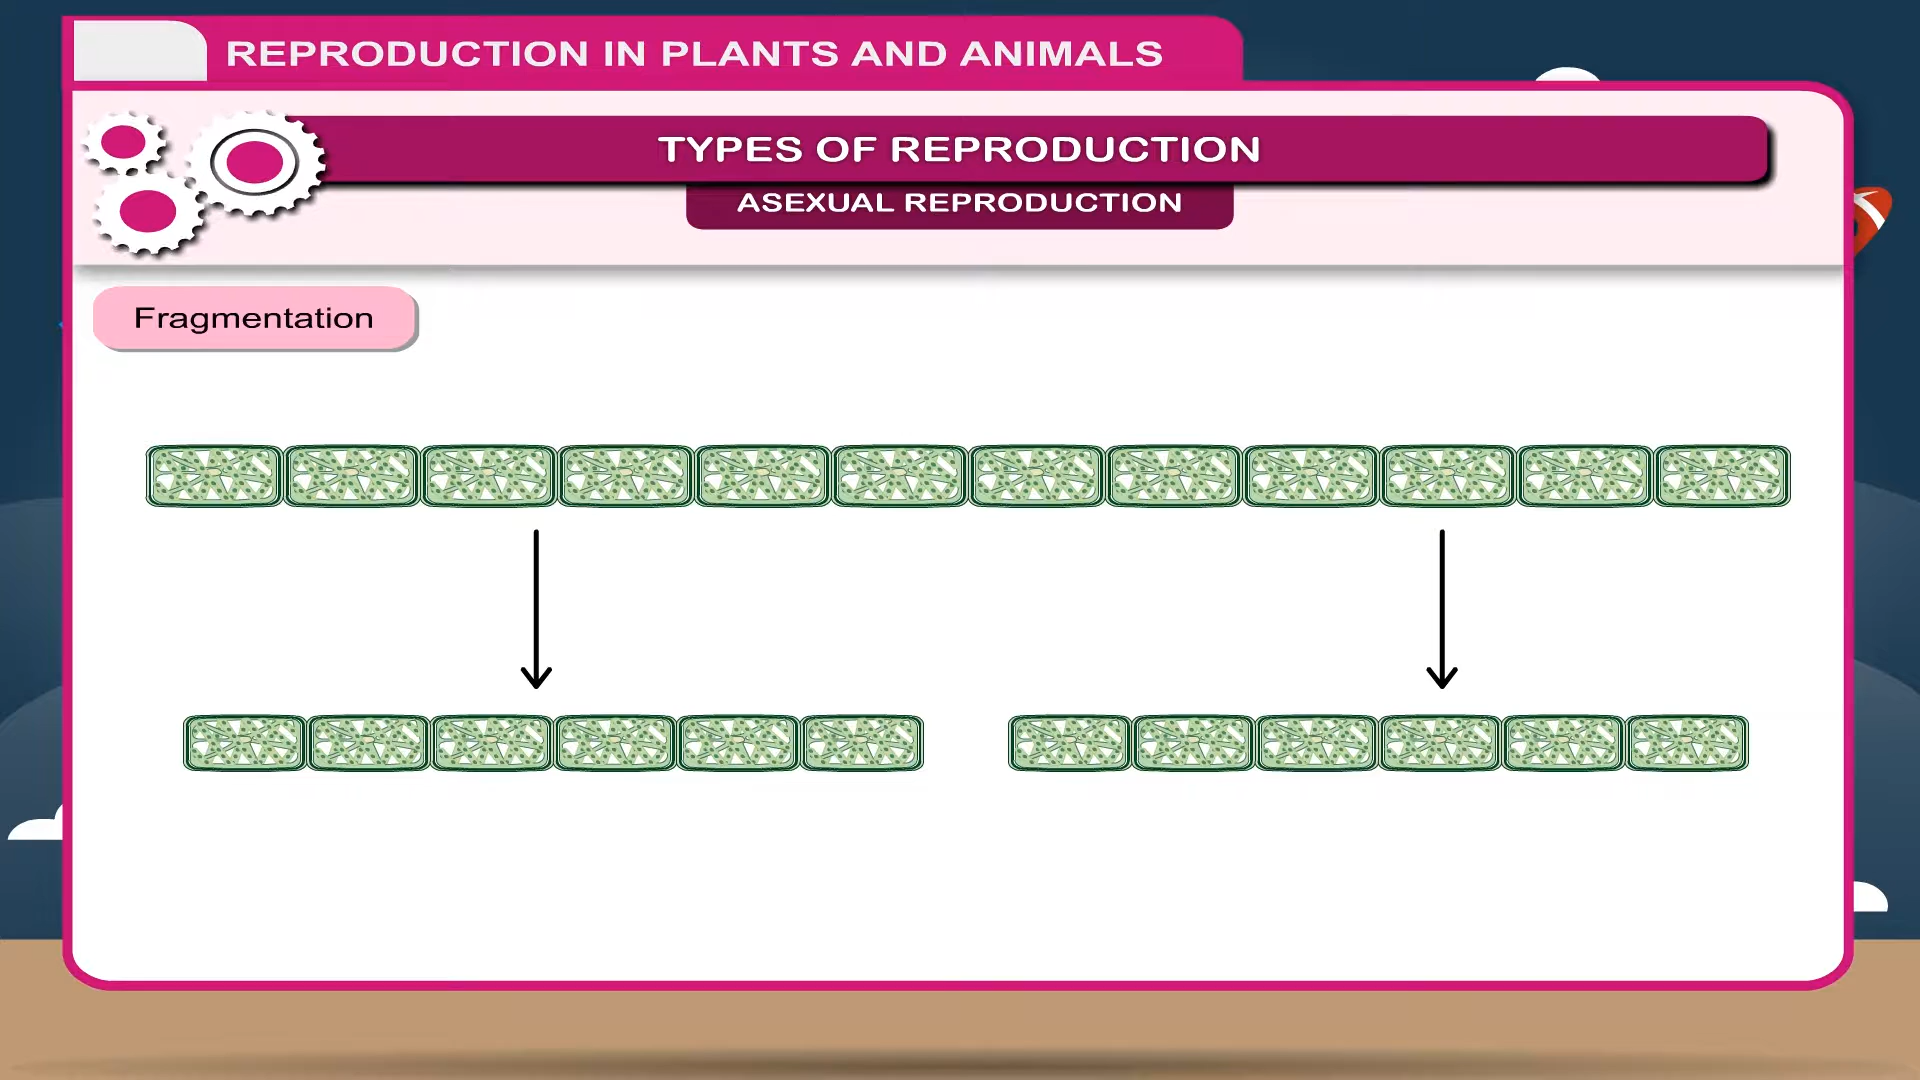 REPRODUCTION IN PLANTS AND ANIMALS
TYPES OF REPRODUCTION
ASEXUAL REPRODUCTION
Fragmentation